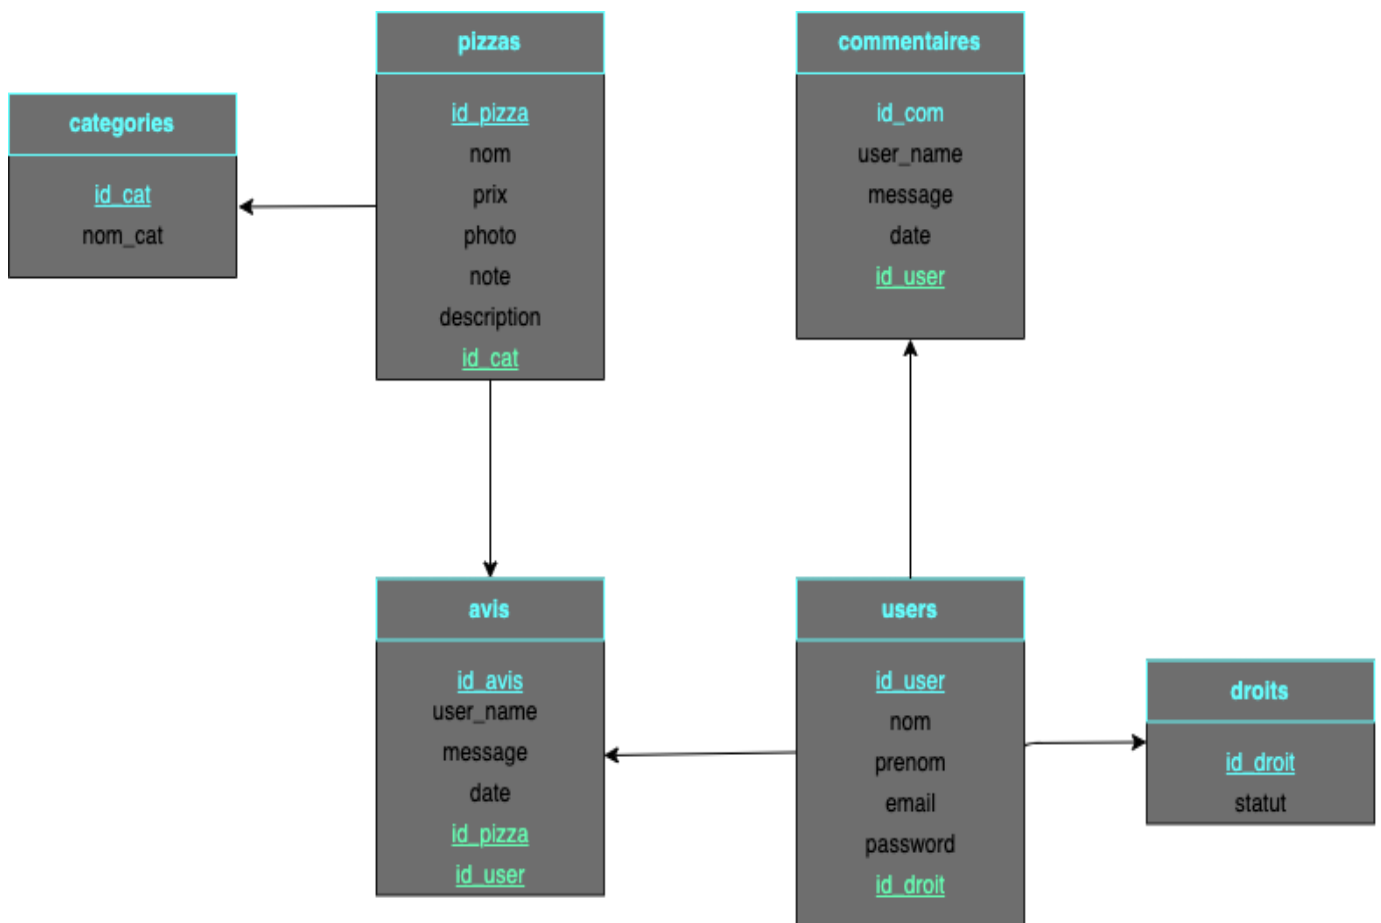 pizzas
id_pizza
nom
prix
photo
note
description
id_cat
commentaires
id_com
user_name
message
date
id_user
categories
id_cat
nom_cat
avis
id_avis
user_name
message
date
id_pizza
id_user
users
id_user
nom
prenom
email
password
id_droit
droits
id_droit
statut